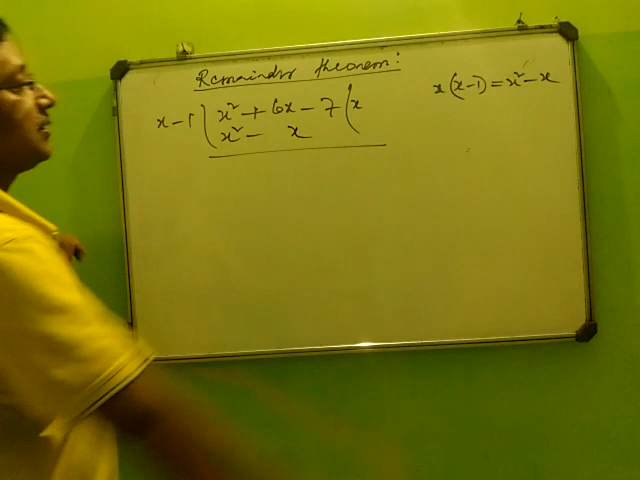 Remainder theorem:
x-1 ) x² + 6x - 7 ( x
x² - x
x(x-1) = x² - x